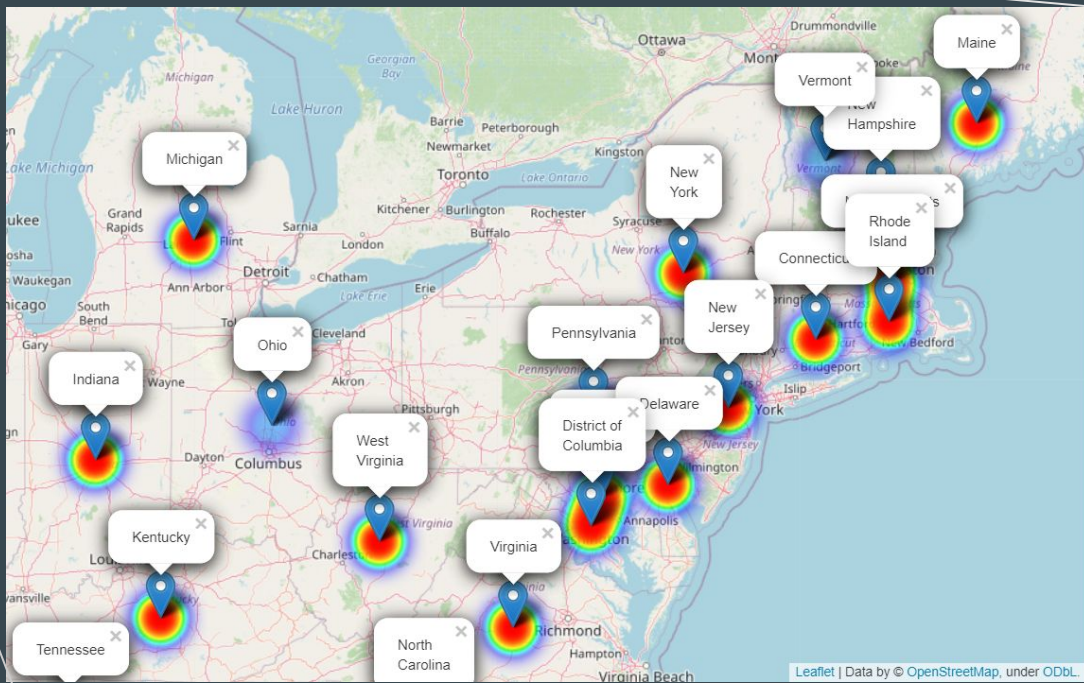 Drummondville
Ottawa
Maine
Georgian
Bay
Vermont
Michigan
New
Hampshire
Lake Huron
Barrie
Peterborough
Newmarket
Kingston
Michigan
Toronto
Lake Michigan
Vermont
New
York
Lake Ontario
Grand
Rapids
Kitchener
Burlington
Rochester
Syracuse
Rhode
Island
Flint
Sarnia
London
Buffalo
New York
Connecticu
Waukegan
Detroit
Chatham
Ann Arbor
Lake Erie
Erie
South
Bend
New
Jersey
Pennsylvania
Cleveland
Ohio
New Bedford
Gary
Bridgeport
Pennsylvania
Indiana
Wayne
Akron
Islip
York
Delaware
Pittsburgh
District of
Columbia
West
Virginia
New Jersey
Dayton
Columbus
Annapolis
Kentucky
Virginia
Richmond
Tennessee
North
Carolina
Hampton
Virginia Beach
Leaflet | Data by © OpenStreetMap, under ODbL.